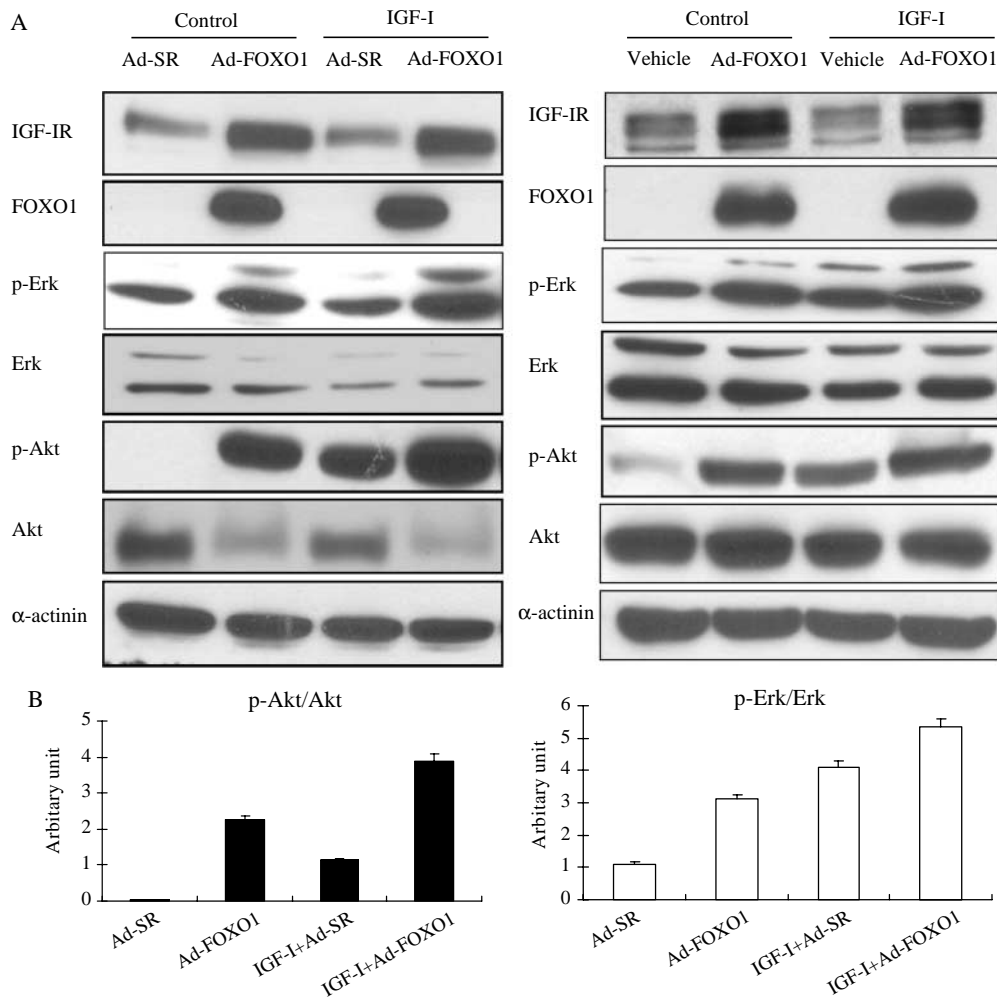 A
Control
IGF-I
Ad-SR Ad-FOXO1 Ad-SR Ad-FOXO1
IGF-IR
FOXO1
p-Erk
Erk
p-Akt
Akt
α-actinin
Control
IGF-I
Vehicle Ad-FOXO1 Vehicle Ad-FOXO1
IGF-IR
FOXO1
p-Erk
Erk
p-Akt
Akt
α-actinin
B
p-Akt/Akt
Arbitary unit
5
4
3
2
1
0
Ad-SR
Ad-FOXO1
IGF-I+Ad-SR
IGF-I+Ad-FOXO1
p-Erk/Erk
Arbitary unit
6
5
4
3
2
1
0
Ad-SR
Ad-FOXO1
IGF-I+Ad-SR
IGF-I+Ad-FOXO1